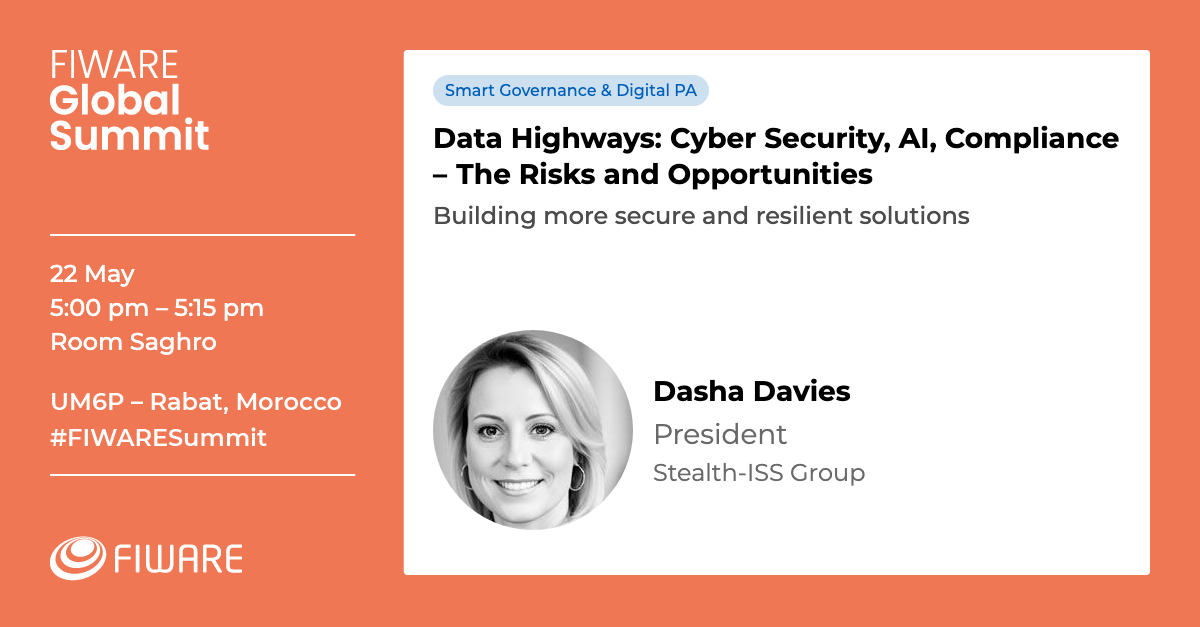 FIWARE
Global
Summit
22 May
5:00 pm – 5:15 pm
Room Saghro
UM6P – Rabat, Morocco
#FIWARESummit
FIWARE
Smart Governance & Digital PA
Data Highways: Cyber Security, AI, Compliance
– The Risks and Opportunities
Building more secure and resilient solutions
Dasha Davies
President
Stealth-ISS Group